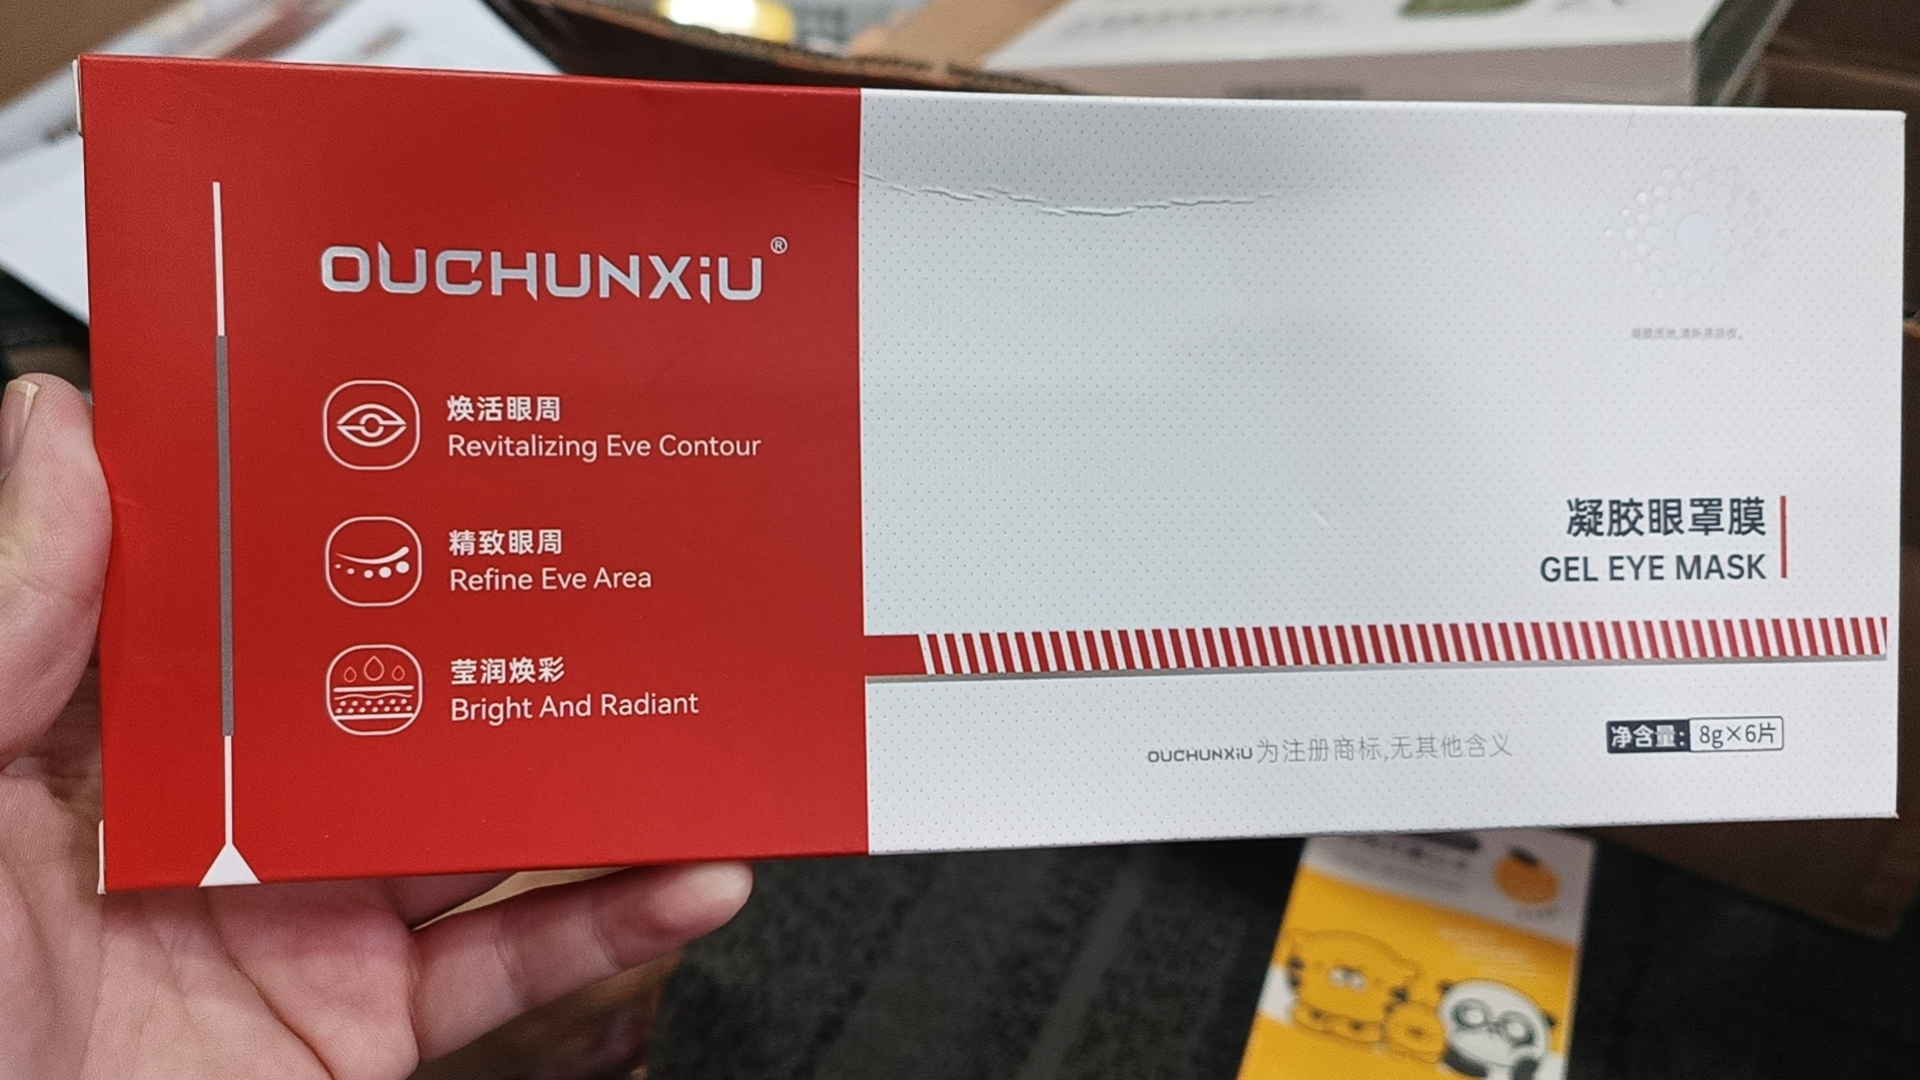 OUCHUNXiU®
焕活眼周
Revitalizing Eve Contour
精致眼周
Refine Eve Area
莹润焕彩
Bright And Radiant
凝胶眼罩膜
GEL EYE MASK
OUCHUNXiU为注册商标,无其他含义
净含量: 8g×6片